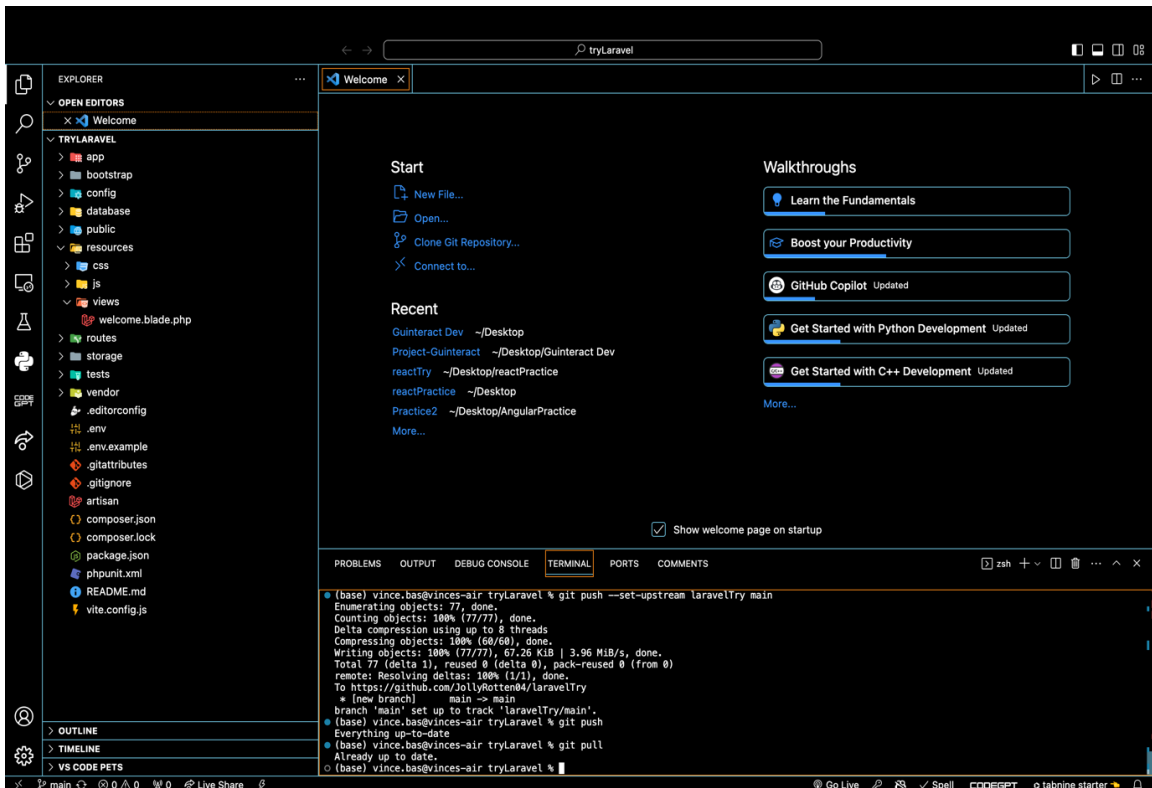 tryLaravel
EXPLORER
OPEN EDITORS
Welcome
TRYLARAVEL
app
bootstrap
config
database
public
resources
css
js
views
welcome.blade.php
routes
storage
tests
vendor
.editorconfig
.env
.env.example
.gitattributes
.gitignore
artisan
composer.json
composer.lock
package.json
phpunit.xml
README.md
vite.config.js
OUTLINE
TIMELINE
VS CODE PETS
CODE
GPT
Welcome
Start
New File...
Open...
Clone Git Repository...
Connect to...
Recent
Guinteract Dev ~/Desktop
Project-Guinteract ~/Desktop/Guinteract Dev
reactTry ~/Desktop/reactPractice
reactPractice ~/Desktop
Practice2 ~/Desktop/AngularPractice
More...
Walkthroughs
Learn the Fundamentals
Boost your Productivity
GitHub Copilot Updated
Get Started with Python Development Updated
Get Started with C++ Development Updated
More...
Show welcome page on startup
PROBLEMS OUTPUT DEBUG CONSOLE TERMINAL PORTS COMMENTS
zsh
(base) vince.bas@vinces-air tryLaravel % git push --set-upstream laravelTry main
Enumerating objects: 77, done.
Counting objects: 100% (77/77), done.
Delta compression using up to 8 threads
Compressing objects: 100% (60/60), done.
Writing objects: 100% (77/77), 67.26 KiB | 3.96 MiB/s, done.
Total 77 (delta 1), reused 0 (delta 0), pack-reused 0 (from 0)
remote: Resolving deltas: 100% (1/1), done.
To https://github.com/JollyRotten04/laravelTry
* [new branch] main -> main
branch 'main' set up to track 'laravelTry/main'.
(base) vince.bas@vinces-air tryLaravel % git push
Everything up-to-date
(base) vince.bas@vinces-air tryLaravel % git pull
Already up to date.
(base) vince.bas@vinces-air tryLaravel %
main 0 0 0 Live Share Go Live Spell CODEGPT tabnine starter